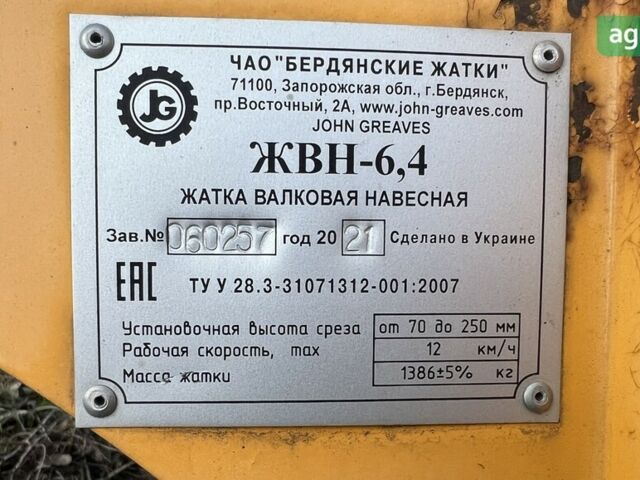 ag
ЧАО "БЕРДЯНСКИЕ ЖАТКИ"
71100, Запорожская обл., г.Бердянск,
пр.Восточный, 2А, www.john-greaves.com
JOHN GREAVES
JG
ЖВН-6,4
ЖАТКА ВАЛКОВАЯ НАВЕСНАЯ
Зав.№ 060257 год 20 21 Сделано в Украине
EAC ТУ У 28.3-31071312-001:2007
Установочная высота среза от 70 до 250 мм
Рабочая скорость, max 12 км/ч
Масса жатки 1386±5% кг